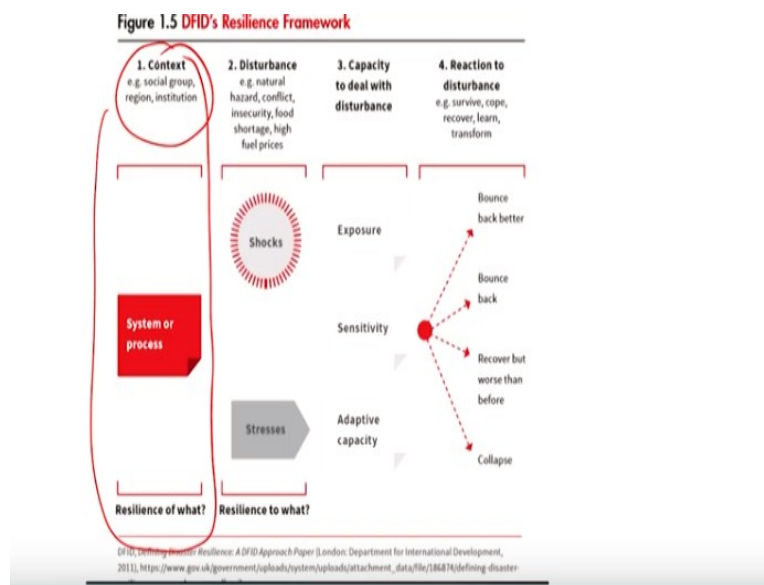 Figure 1.5 DFID's Resilience Framework
1. Context
e.g. social group,
region, institution
2. Disturbance
e.g. natural
hazard, conflict,
insecurity, food
shortage, high
fuel prices
3. Capacity
to deal with
disturbance
4. Reaction to
disturbance
e.g. survive, cope,
recover, learn,
transform
System or
process
Shocks
Stresses
Exposure
Sensitivity
Adaptive
capacity
Bounce
back better
Bounce
back
Recover but
worse than
before
Collapse
Resilience of what?
Resilience to what?
DFID, Defining Disaster Resilience: A DFID Approach Paper (London: Department for International Development,
2011), https://www.gov.uk/government/uploads/system/uploads/attachment_data/file/186874/defining-disaster-